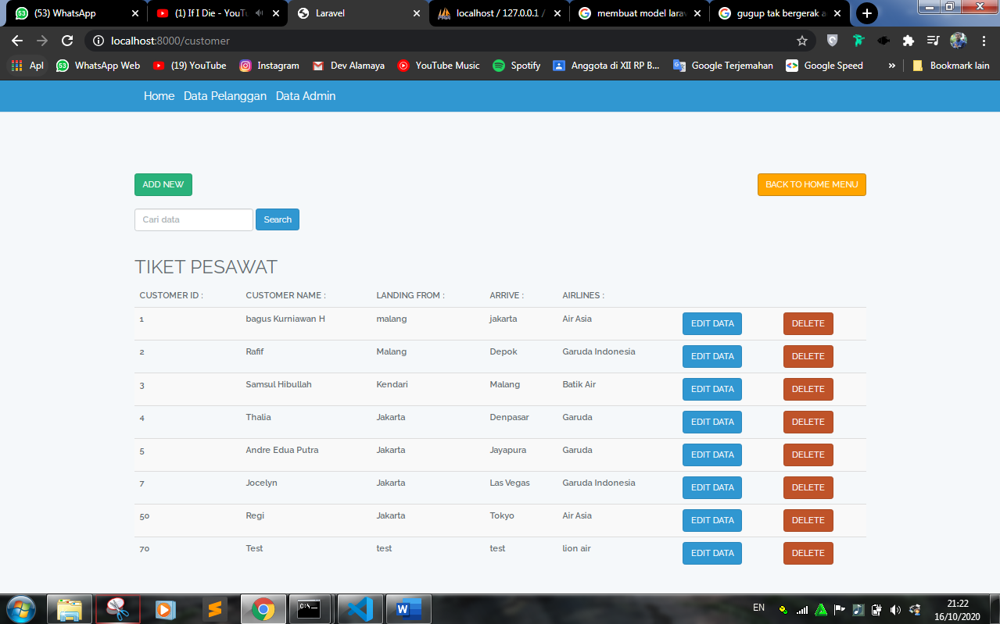 (53) WhatsApp
(1) If I Die - YouTu
Laravel
localhost / 127.0.0.1 /
membuat model larav
gugup tak bergerak a
localhost:8000/customer
Apl
WhatsApp Web
(19) YouTube
Instagram
Dev Alamaya
YouTube Music
Spotify
Anggota di XII RP B...
Google Terjemahan
Google Speed
»
Bookmark lain
Home Data Pelanggan Data Admin
ADD NEW
BACK TO HOME MENU
Cari data Search
TIKET PESAWAT
CUSTOMER ID : CUSTOMER NAME : LANDING FROM : ARRIVE : AIRLINES :
1 bagus Kurniawan H malang jakarta Air Asia EDIT DATA DELETE
2 Rafif Malang Depok Garuda Indonesia EDIT DATA DELETE
3 Samsul Hibullah Kendari Malang Batik Air EDIT DATA DELETE
4 Thalia Jakarta Denpasar Garuda EDIT DATA DELETE
5 Andre Edua Putra Jakarta Jayapura Garuda EDIT DATA DELETE
7 Jocelyn Jakarta Las Vegas Garuda Indonesia EDIT DATA DELETE
50 Regi Jakarta Tokyo Air Asia EDIT DATA DELETE
70 Test test test lion air EDIT DATA DELETE
EN
21:22
16/10/2020